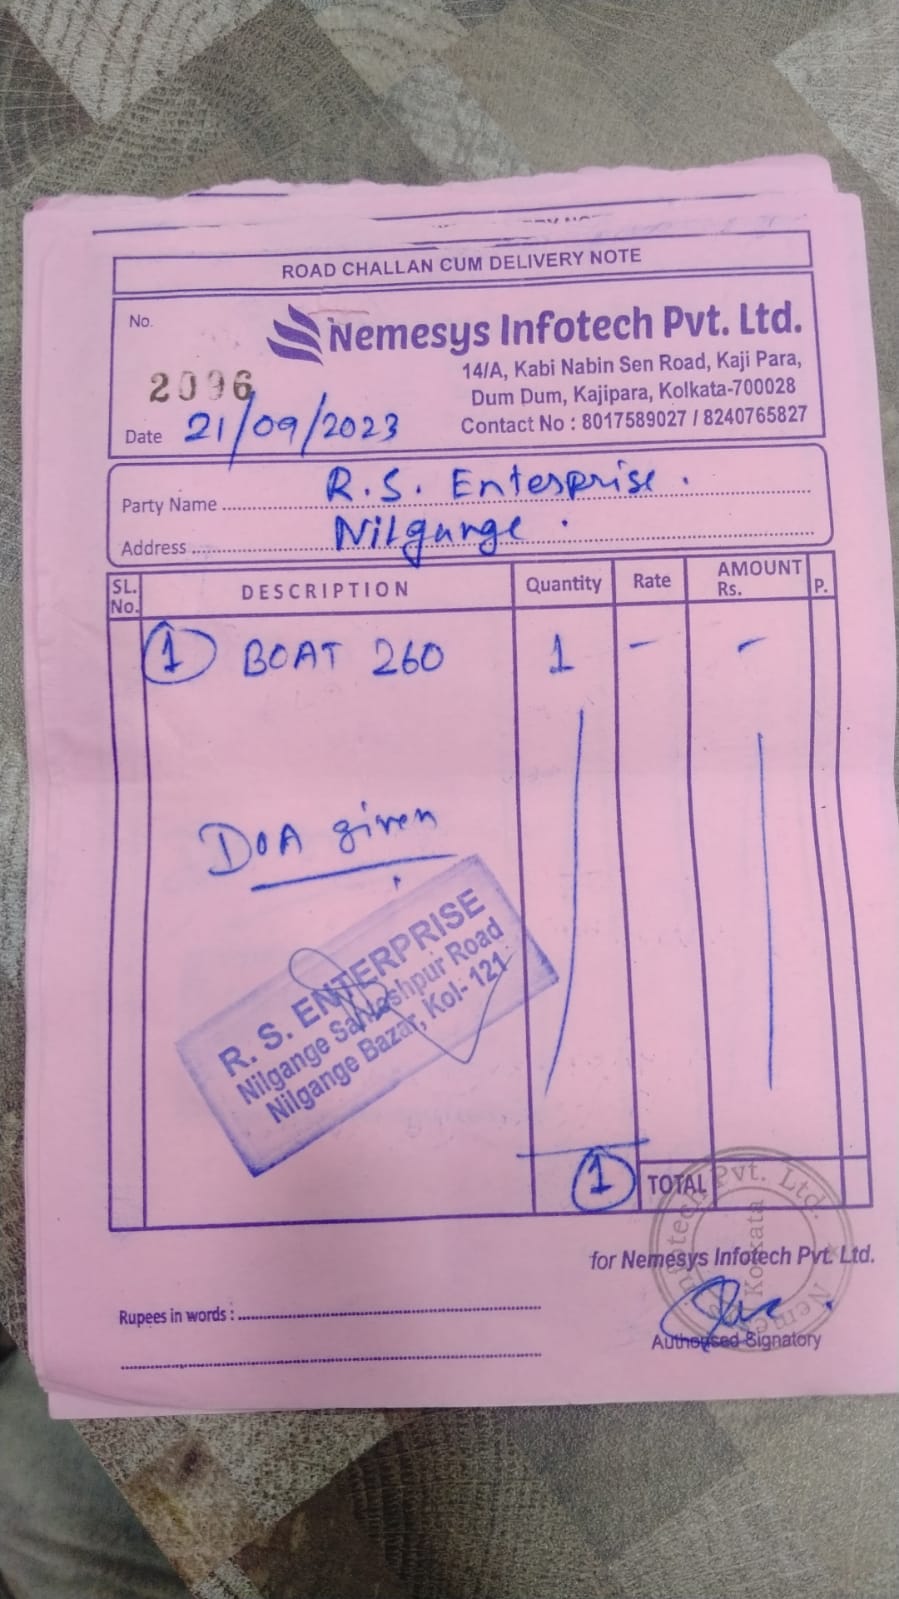 ROAD CHALLAN CUM DELIVERY NOTE
No.
Nemesys Infotech Pvt. Ltd.
14/A, Kabi Nabin Sen Road, Kaji Para,
2096
Dum Dum, Kajipara, Kolkata-700028
Date 21/09/2023
Contact No : 8017589027 / 8240765827
Party Name R.S. Enterprise.
Address Nilgunge.
SL. No. DESCRIPTION Quantity Rate AMOUNT Rs. P.
1 BOAT 260 1 - -
DOA given
R. S. ENTERPRISE
Nilgange Road
Nilgange Bazar, Kol- 121
1 TOTAL
for Nemesys Infotech Pvt. Ltd.
Nemesys Infotech Pvt. Ltd. Kolkata
Rupees in words :
Authorised Signatory